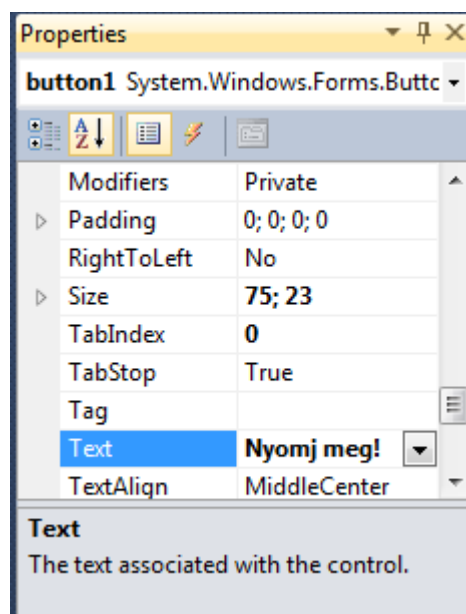 Properties
button1 System.Windows.Forms.Buttc
A Z
Modifiers Private
Padding 0; 0; 0; 0
RightToLeft No
Size 75; 23
TabIndex 0
TabStop True
Tag
Text Nyomj meg!
TextAlign MiddleCenter
Text
The text associated with the control.